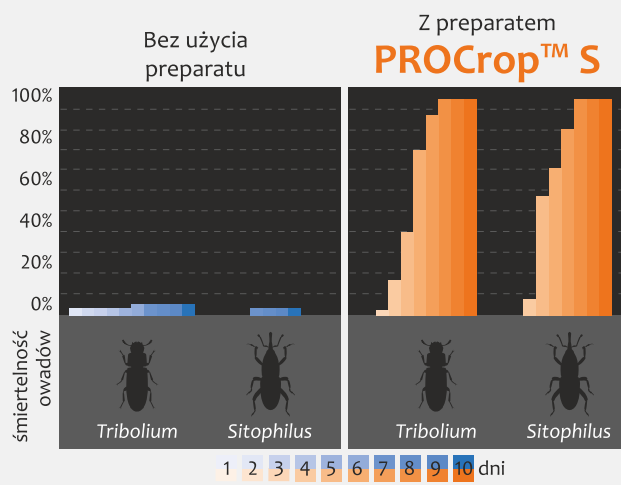 Bez użycia
preparatu
Z preparatem
PROCrop™ S
100%
80%
60%
40%
20%
0%
śmiertelność
owadów
Tribolium
Sitophilus
Tribolium
Sitophilus
1 2 3 4 5 6 7 8 9 10 dni